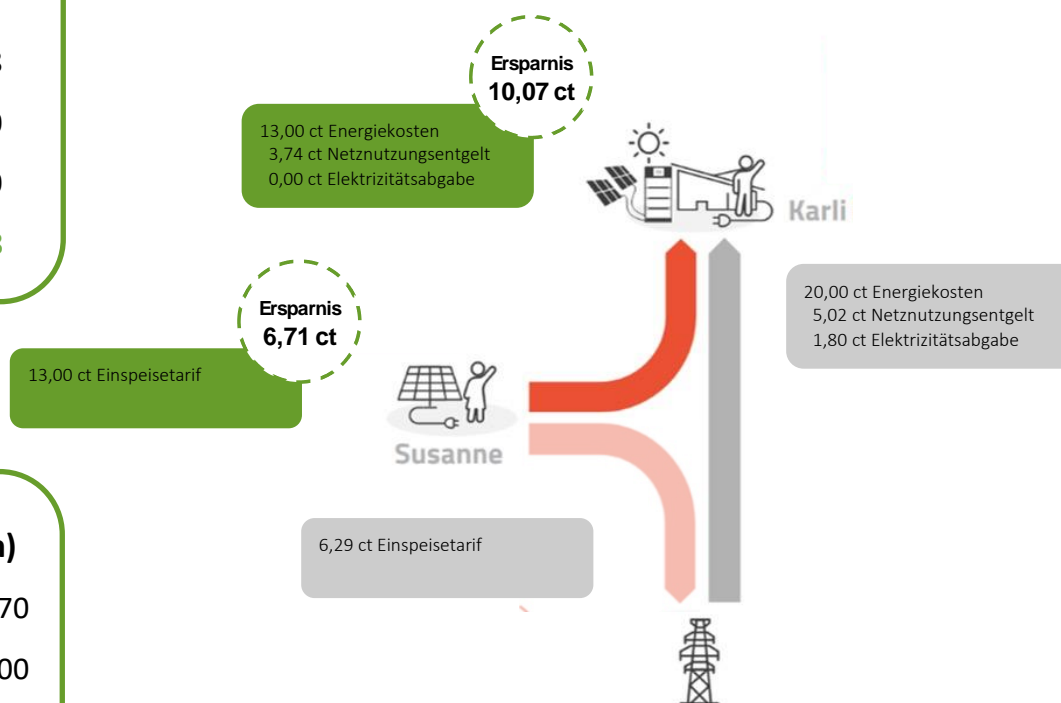 Ersparnis
10,07 ct
13,00 ct Energiekosten
3,74 ct Netznutzungsentgelt
0,00 ct Elektrizitätsabgabe
Karli
20,00 ct Energiekosten
5,02 ct Netznutzungsentgelt
1,80 ct Elektrizitätsabgabe
Ersparnis
6,71 ct
13,00 ct Einspeisetarif
Susanne
6,29 ct Einspeisetarif
)
70
00